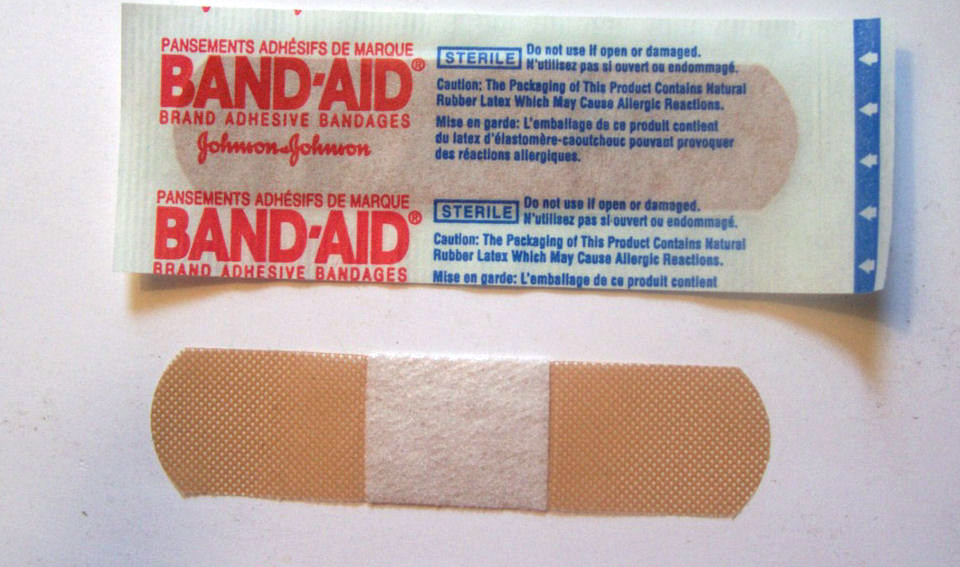 PANSEMENTS ADHÉSIFS DE MARQUE
BAND-AID®
BRAND ADHESIVE BANDAGES
Johnson & Johnson
STERILE
Do not use if open or damaged.
N'utilisez pas si ouvert ou endommagé.
Caution: The Packaging of This Product Contains Natural
Rubber Latex Which May Cause Allergic Reactions.
Mise en garde: L'emballage de ce produit contient
du latex d'élastomère-caoutchouc pouvant provoquer
des réactions allergiques.
PANSEMENTS ADHÉSIFS DE MARQUE
BAND-AID®
BRAND ADHESIVE BANDAGES
STERILE
Do not use if open or damaged.
N'utilisez pas si ouvert ou endommagé.
Caution: The Packaging of This Product Contains Natural
Rubber Latex Which May Cause Allergic Reactions.
Mise en garde: L'emballage de ce produit contient